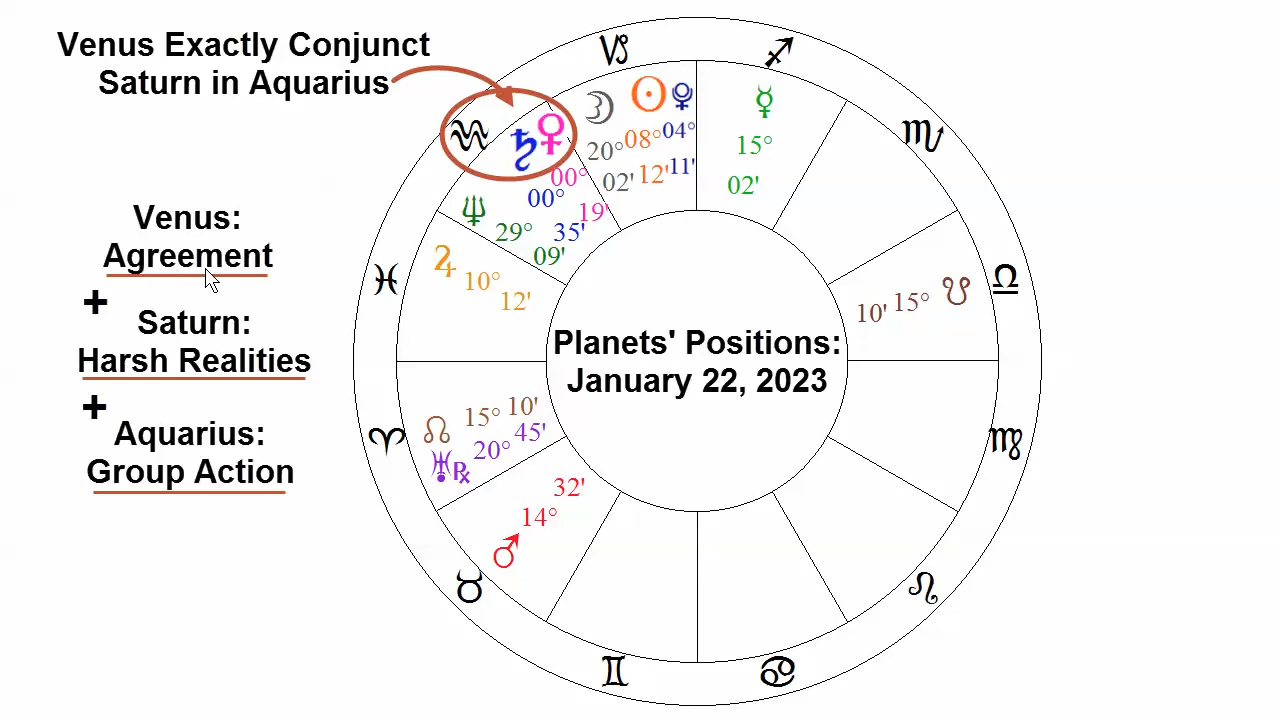 Venus Exactly Conjunct
Saturn in Aquarius
Venus:
Agreement
+
Saturn:
Harsh Realities
+
Aquarius:
Group Action
Planets' Positions:
January 22, 2023
♑ ♐ ♏ ♎ ♍ ♌ ♋ ♊ ♉ ♈ ♓ ♒
♄ 00° 35'
♀ 00° 19'
☽ 20° 02'
☉ 08° 12'
♇ 04° 11'
☿ 15° 02'
☋ 15° 10'
♆ 29° 09'
♃ 10° 12'
☊ 15° 10'
♅℞ 20° 45'
♂ 14° 32'